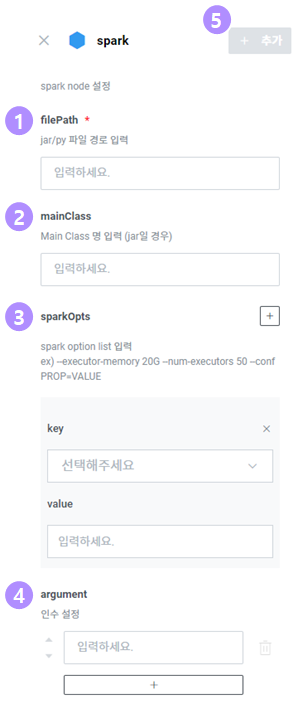 5
spark
+ 추가
spark node 설정
1
filePath *
jar/py 파일 경로 입력
입력하세요.
2
mainClass
Main Class 명 입력 (jar일 경우)
입력하세요.
3
sparkOpts
+
spark option list 입력
ex) --executor-memory 20G --num-executors 50 --conf
PROP=VALUE
key
선택해주세요
value
입력하세요.
4
argument
인수 설정
입력하세요.
+